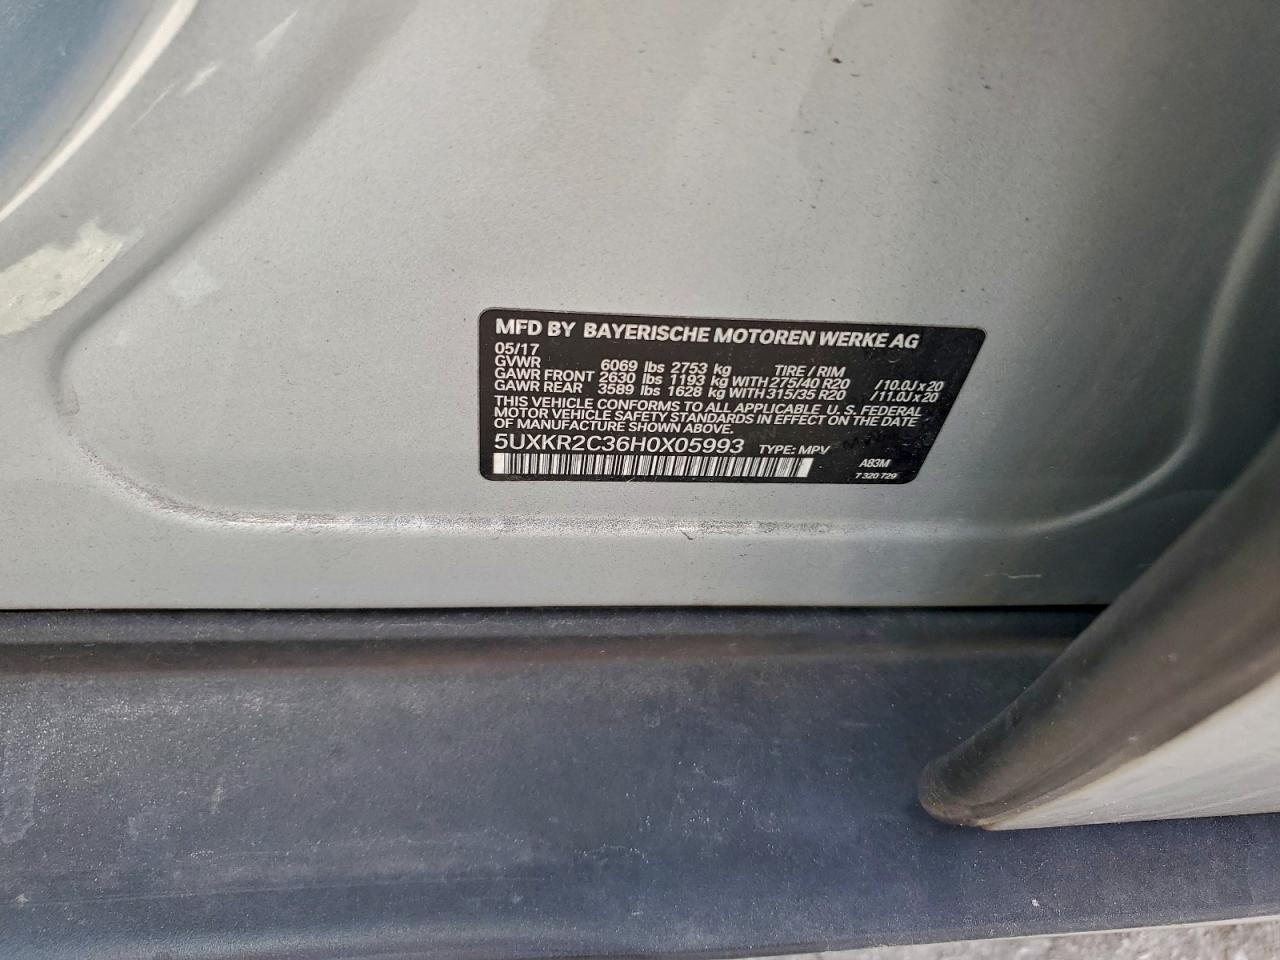 MFD BY BAYERISCHE MOTOREN WERKE AG
05/17
GVWR 6069 lbs 2753 kg TIRE / RIM
GAWR FRONT 2630 lbs 1193 kg WITH 275/40 R20 / 10.0J x 20
GAWR REAR 3589 lbs 1628 kg WITH 315/35 R20 / 11.0J x 20
THIS VEHICLE CONFORMS TO ALL APPLICABLE U. S. FEDERAL
MOTOR VEHICLE SAFETY STANDARDS IN EFFECT ON THE DATE
OF MANUFACTURE SHOWN ABOVE.
5UXKR2C36H0X05993 TYPE: MPV
A83M
7 320 729